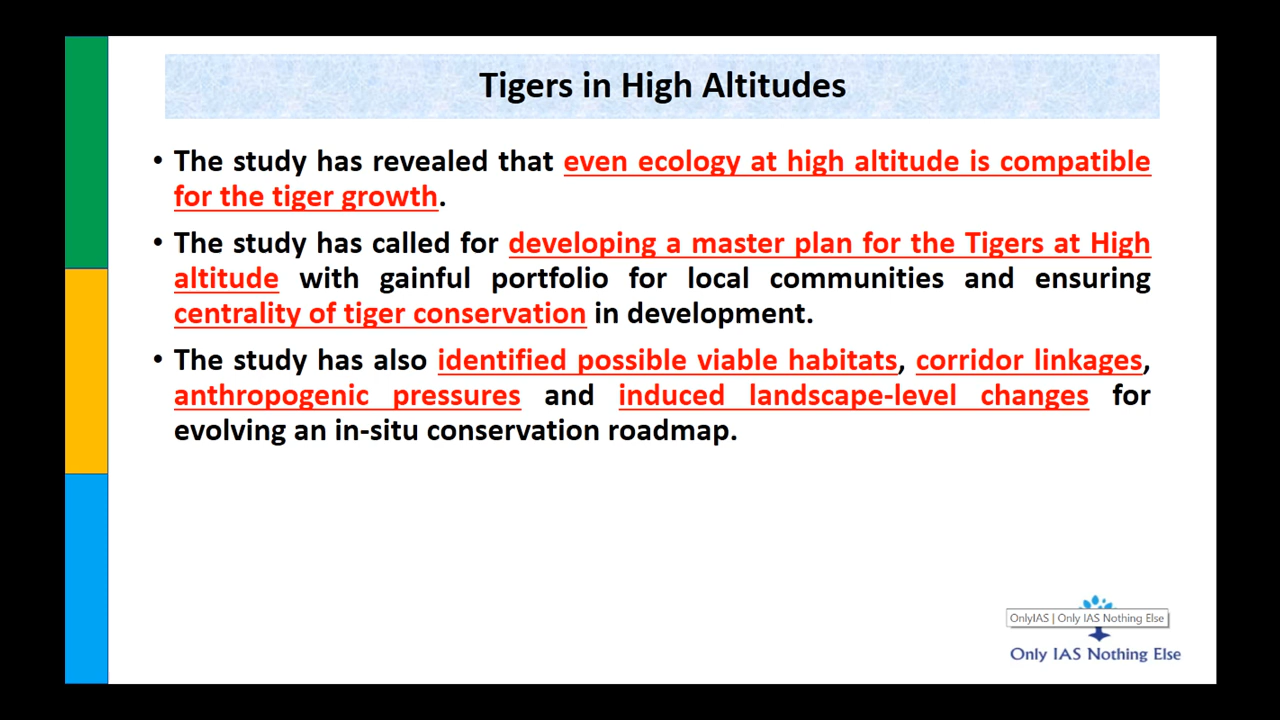 Tigers in High Altitudes
• The study has revealed that even ecology at high altitude is compatible
for the tiger growth.
• The study has called for developing a master plan for the Tigers at High
altitude with gainful portfolio for local communities and ensuring
centrality of tiger conservation in development.
• The study has also identified possible viable habitats, corridor linkages,
anthropogenic pressures and induced landscape-level changes for
evolving an in-situ conservation roadmap.
OnlyIAS | Only IAS Nothing Else
Only IAS Nothing Else